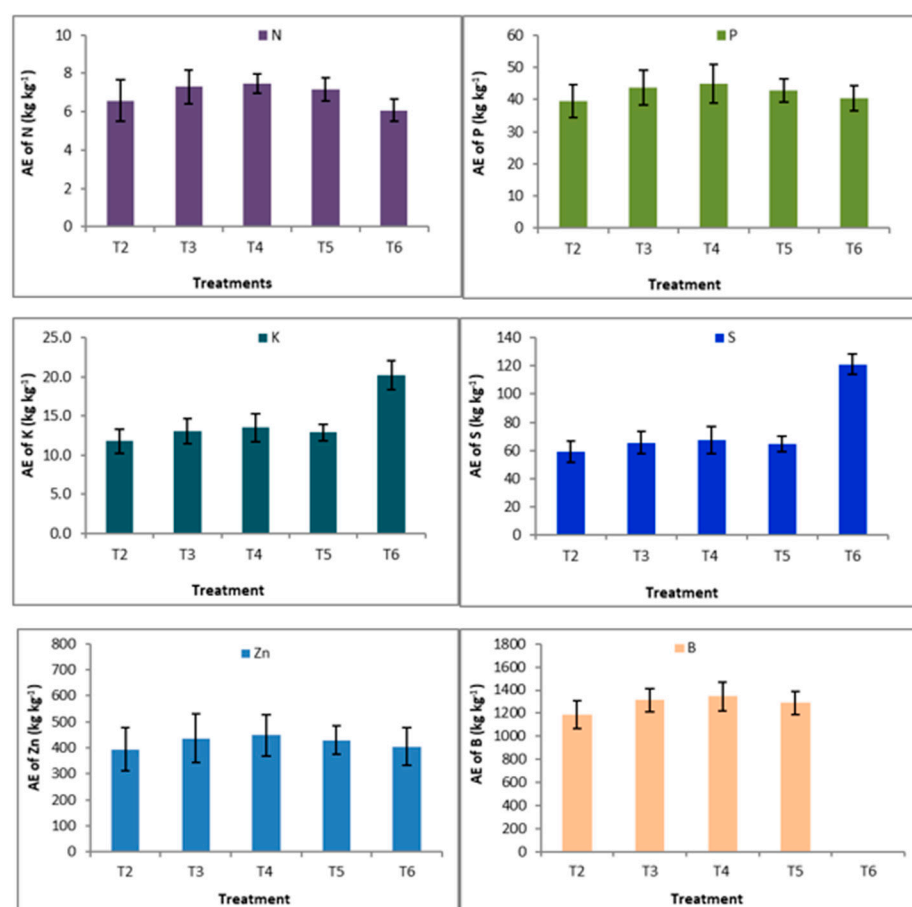 N
AE of N (kg kg⁻¹)
10
8
6
4
2
0
T2 T3 T4 T5 T6
Treatments
P
AE of P (kg kg⁻¹)
60
50
40
30
20
10
0
T2 T3 T4 T5 T6
Treatment
K
AE of K (kg kg⁻¹)
25.0
20.0
15.0
10.0
5.0
0.0
T2 T3 T4 T5 T6
Treatment
S
AE of S (kg kg⁻¹)
140
120
100
80
60
40
20
0
T2 T3 T4 T5 T6
Treatment
Zn
AE of Zn (kg kg⁻¹)
800
700
600
500
400
300
200
100
0
T2 T3 T4 T5 T6
Treatment
B
AE of B (kg kg⁻¹)
1800
1600
1400
1200
1000
800
600
400
200
0
T2 T3 T4 T5 T6
Treatment